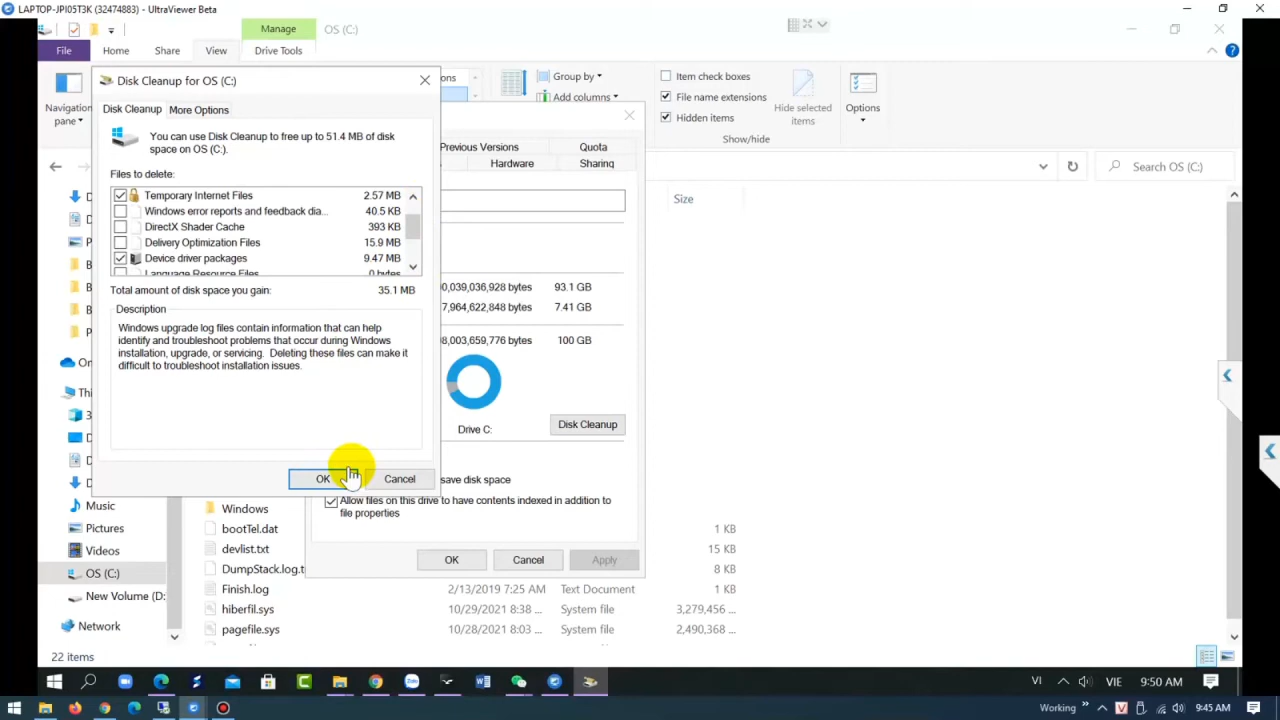 LAPTOP-JPI05T3K (32474883) - UltraViewer Beta
Manage
OS (C:)
File
Home
Share
View
Drive Tools
Navigation
pane
Group by
Add columns
Item check boxes
File name extensions
Hidden items
Hide selected
items
Show/hide
Options
Disk Cleanup for OS (C:)
Disk Cleanup
More Options
You can use Disk Cleanup to free up to 51.4 MB of disk
space on OS (C:).
Files to delete:
Temporary Internet Files 2.57 MB
Windows error reports and feedback dia... 40.5 KB
DirectX Shader Cache 393 KB
Delivery Optimization Files 15.9 MB
Device driver packages 9.47 MB
Language Resource Files 0 bytes
Total amount of disk space you gain: 35.1 MB
Description
Windows upgrade log files contain information that can help
identify and troubleshoot problems that occur during Windows
installation, upgrade, or servicing. Deleting these files can make it
difficult to troubleshoot installation issues.
OK
Cancel
Previous Versions
Quota
Hardware
Sharing
0,039,036,928 bytes 93.1 GB
7,964,622,848 bytes 7.41 GB
8,003,659,776 bytes 100 GB
Drive C:
Disk Cleanup
save disk space
Allow files on this drive to have contents indexed in addition to
file properties
OK
Cancel
Apply
Search OS (C:)
Size
Music
Pictures
Videos
OS (C:)
New Volume (D:
Network
Windows
bootTel.dat 1 KB
devlist.txt 15 KB
DumpStack.log.t 8 KB
Finish.log 2/13/2019 7:25 AM Text Document 1 KB
hiberfil.sys 10/29/2021 8:38 ... System file 3,279,456 ...
pagefile.sys 10/28/2021 8:03 ... System file 2,490,368 ...
22 items
VI
VIE
9:50 AM
Working
9:45 AM